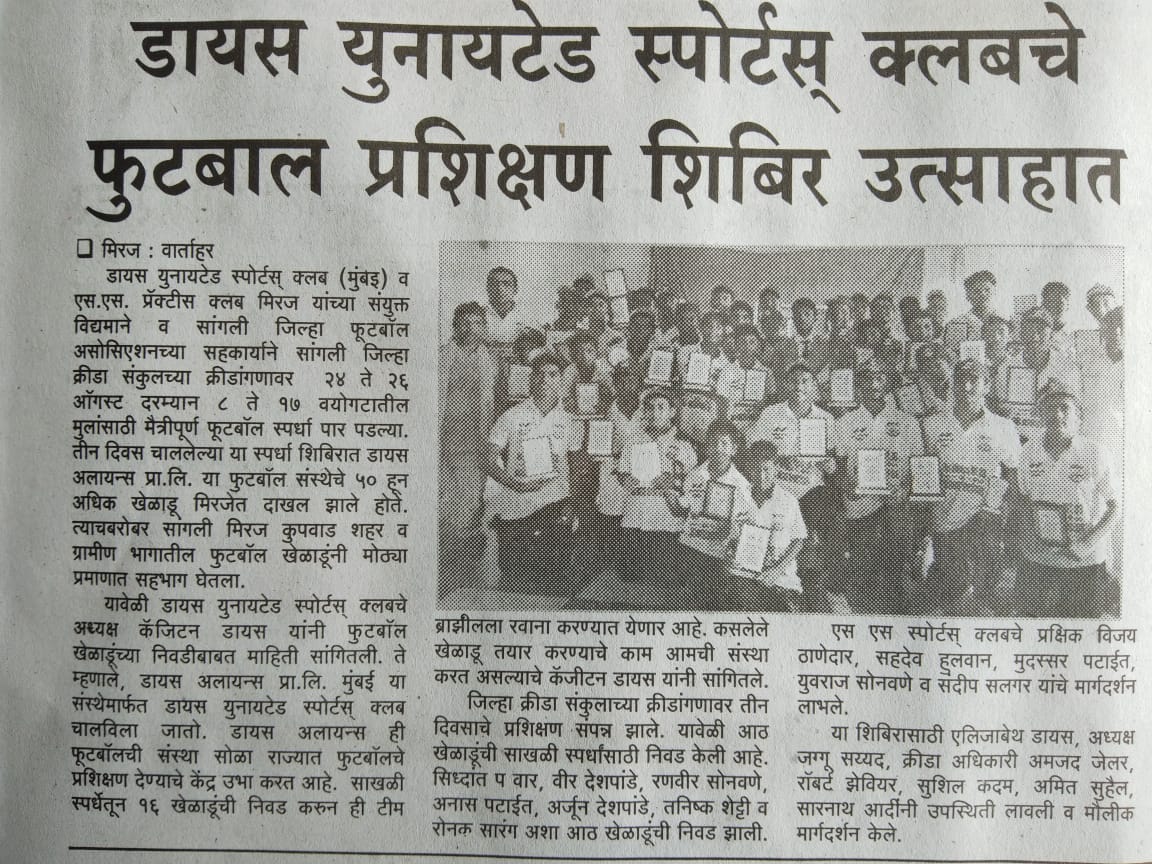 डायस युनायटेड स्पोर्टस् क्लबचे
फुटबाल प्रशिक्षण शिबिर उत्साहात
❑ मिरज : वार्ताहर
डायस युनायटेड स्पोर्टस् क्लब (मुंबइ) व
एस.एस. प्रॅक्टीस क्लब मिरज यांच्या संयुक्त
विद्यमाने व सांगली जिल्हा फूटबॉल
असोसिएशनच्या सहकार्याने सांगली जिल्हा
क्रीडा संकुलच्या क्रीडांगणावर २४ ते २६
ऑगस्ट दरम्यान ८ ते १७ वयोगटातील
मुलांसाठी मैत्रीपूर्ण फूटबॉल स्पर्धा पार पडल्या.
तीन दिवस चाललेल्या या स्पर्धा शिबिरात डायस
अलायन्स प्रा.लि. या फुटबॉल संस्थेचे ५० हून
अधिक खेळाडू मिरजेत दाखल झाले होते.
त्याचबरोबर सांगली मिरज कुपवाड शहर व
ग्रामीण भागातील फुटबॉल खेळाडूंनी मोठ्या
प्रमाणात सहभाग घेतला.
यावेळी डायस युनायटेड स्पोर्टस् क्लबचे
अध्यक्ष कॅजिटन डायस यांनी फुटबॉल
खेळाडूंच्या निवडीबाबत माहिती सांगितली. ते
म्हणाले, डायस अलायन्स प्रा.लि. मुंबई या
संस्थेमार्फत डायस युनायटेड स्पोर्टस् क्लब
चालविला जातो. डायस अलायन्स ही
फूटबॉलची संस्था सोळा राज्यात फुटबॉलचे
प्रशिक्षण देण्याचे केंद्र उभा करत आहे. साखळी
स्पर्धेतून १६ खेळाडूंची निवड करुन ही टीम
ब्राझीलला रवाना करण्यात येणार आहे. कसलेले
खेळाडू तयार करण्याचे काम आमची संस्था
करत असल्याचे कॅजीटन डायस यांनी सांगितले.
जिल्हा क्रीडा संकुलाच्या क्रीडांगणावर तीन
दिवसाचे प्रशिक्षण संपन्न झाले. यावेळी आठ
खेळाडूंची साखळी स्पर्धांसाठी निवड केली आहे.
सिध्दांत प वार, वीर देशपांडे, रणवीर सोनवणे,
अनास पटाईत, अर्जून देशपांडे, तनिष्क शेट्टी व
रोनक सारंग अशा आठ खेळाडूंची निवड झाली.
एस एस स्पोर्टस् क्लबचे प्रक्षिक विजय
ठाणेदार, सहदेव हुलवान, मुदस्सर पटाईत,
युवराज सोनवणे व संदीप सलगर यांचे मार्गदर्शन
लाभले.
या शिबिरासाठी एलिजाबेथ डायस, अध्यक्ष
जग्गू सय्यद, क्रीडा अधिकारी अमजद जेलर,
रॉबर्ट झेवियर, सुशिल कदम, अमित सुहैल,
सारनाथ आर्दीनी उपस्थिती लावली व मौलीक
मार्गदर्शन केले.